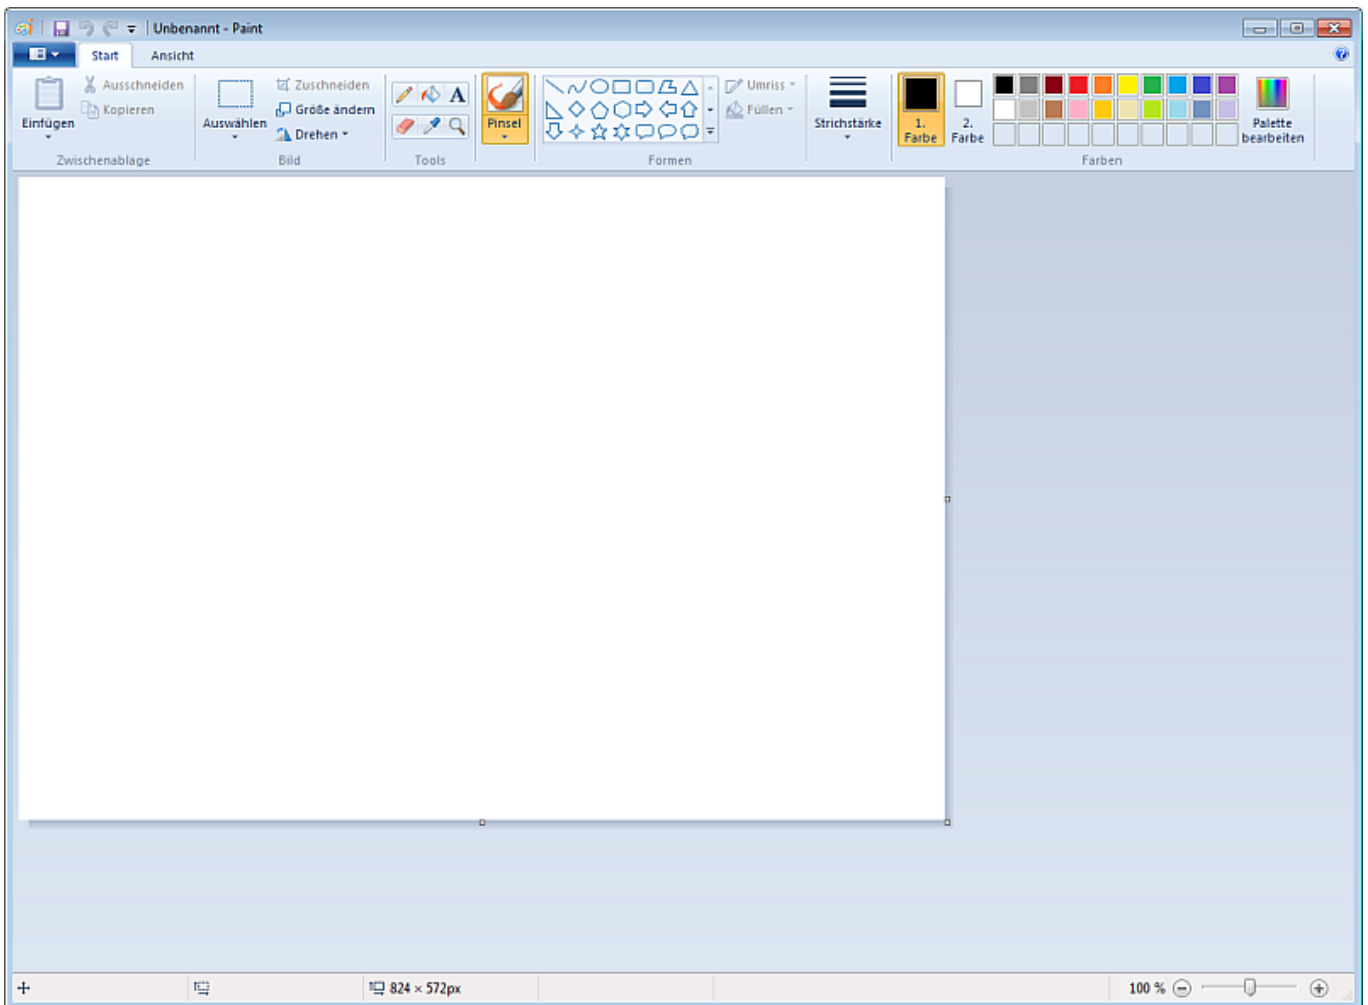 Unbenannt - Paint
Start Ansicht
Einfügen
Ausschneiden
Kopieren
Zwischenablage
Auswählen
Zuschneiden
Größe ändern
Drehen
Bild
A
Tools
Pinsel
Umriss
Füllen
Formen
Strichstärke
1.
Farbe
2.
Farbe
Palette
bearbeiten
Farben
824 × 572px
100 %